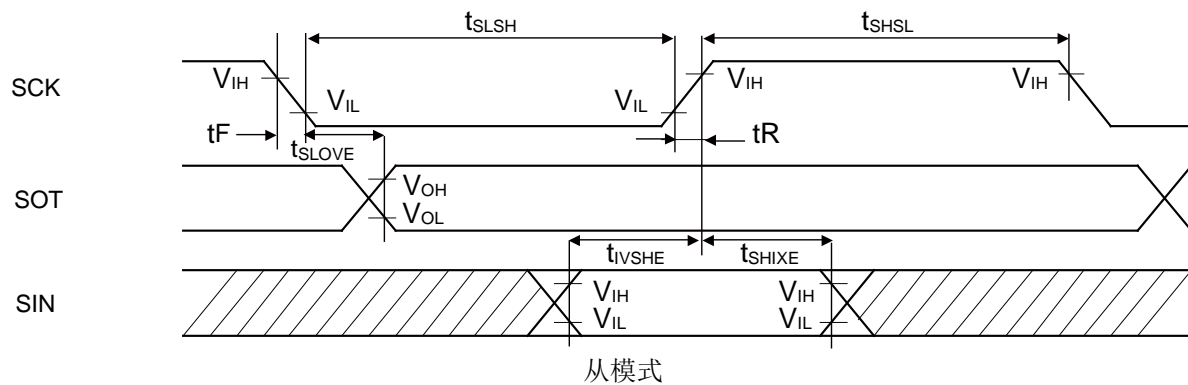 tSLSH tSHSL
SCK VIH VIL VIL VIH VIH
tF tSLOVE tR
SOT VOH
VOL
tIVSHE tSHIXE
SIN VIH VIH
VIL VIL
从模式